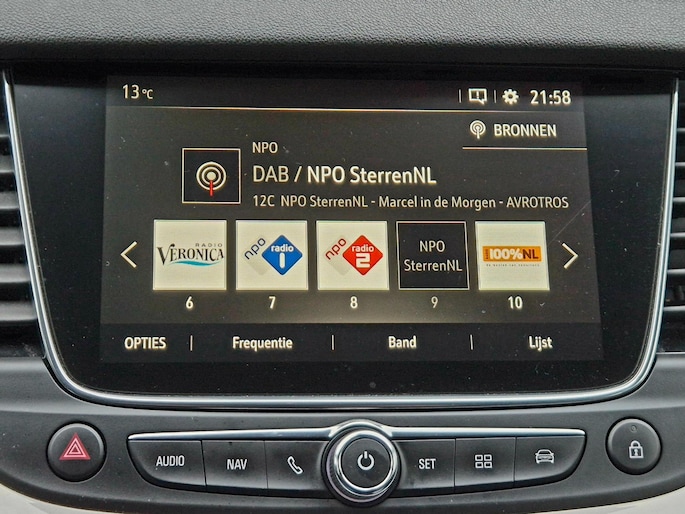 13 °C
21:58
BRONNEN
NPO
DAB / NPO SterrenNL
12C NPO SterrenNL - Marcel in de Morgen - AVROTROS
RADIO VERONICA
npo radio 1
npo radio 2
NPO SterrenNL
100%NL
6 7 8 9 10
OPTIES Frequentie Band Lijst
AUDIO NAV SET